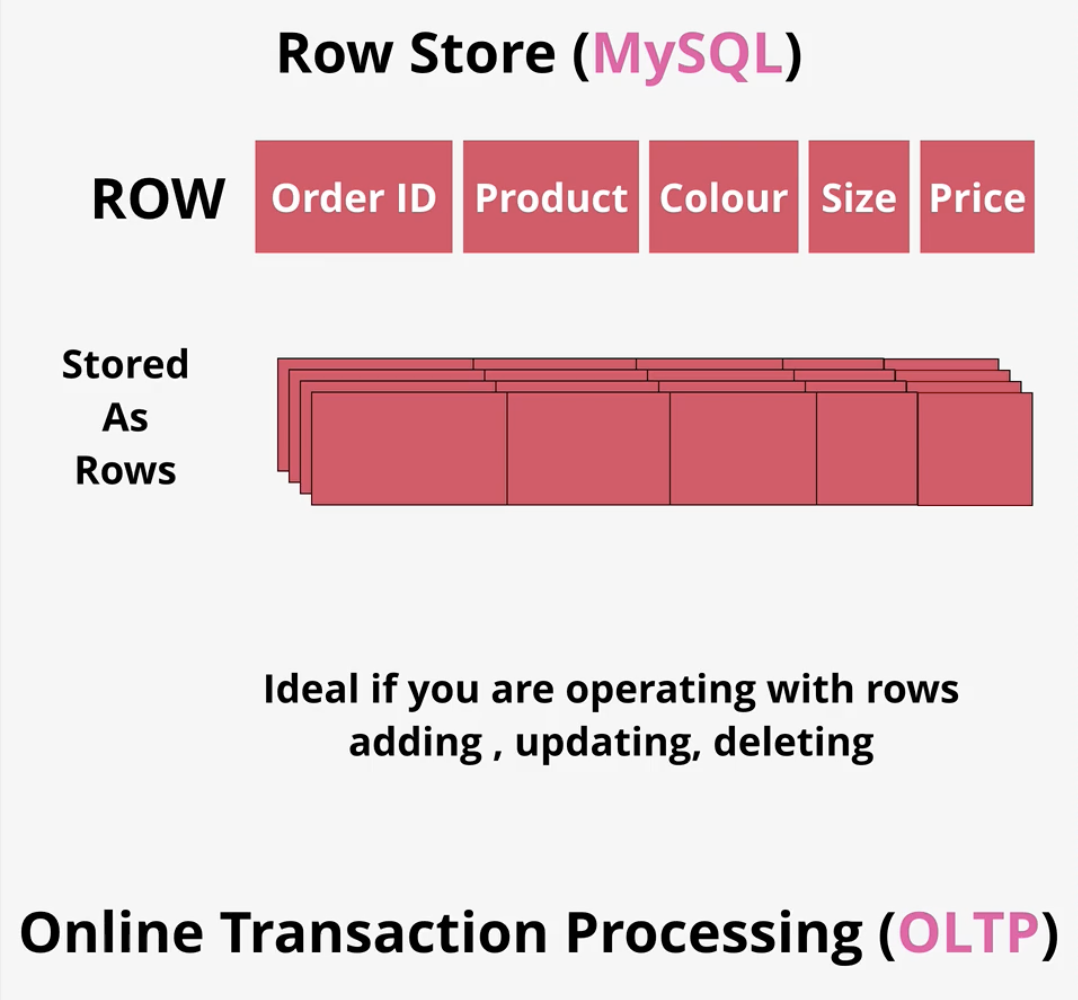 Row Store (MySQL)
ROW Order ID Product Colour Size Price
Stored
As
Rows
Ideal if you are operating with rows
adding , updating, deleting
Online Transaction Processing (OLTP)